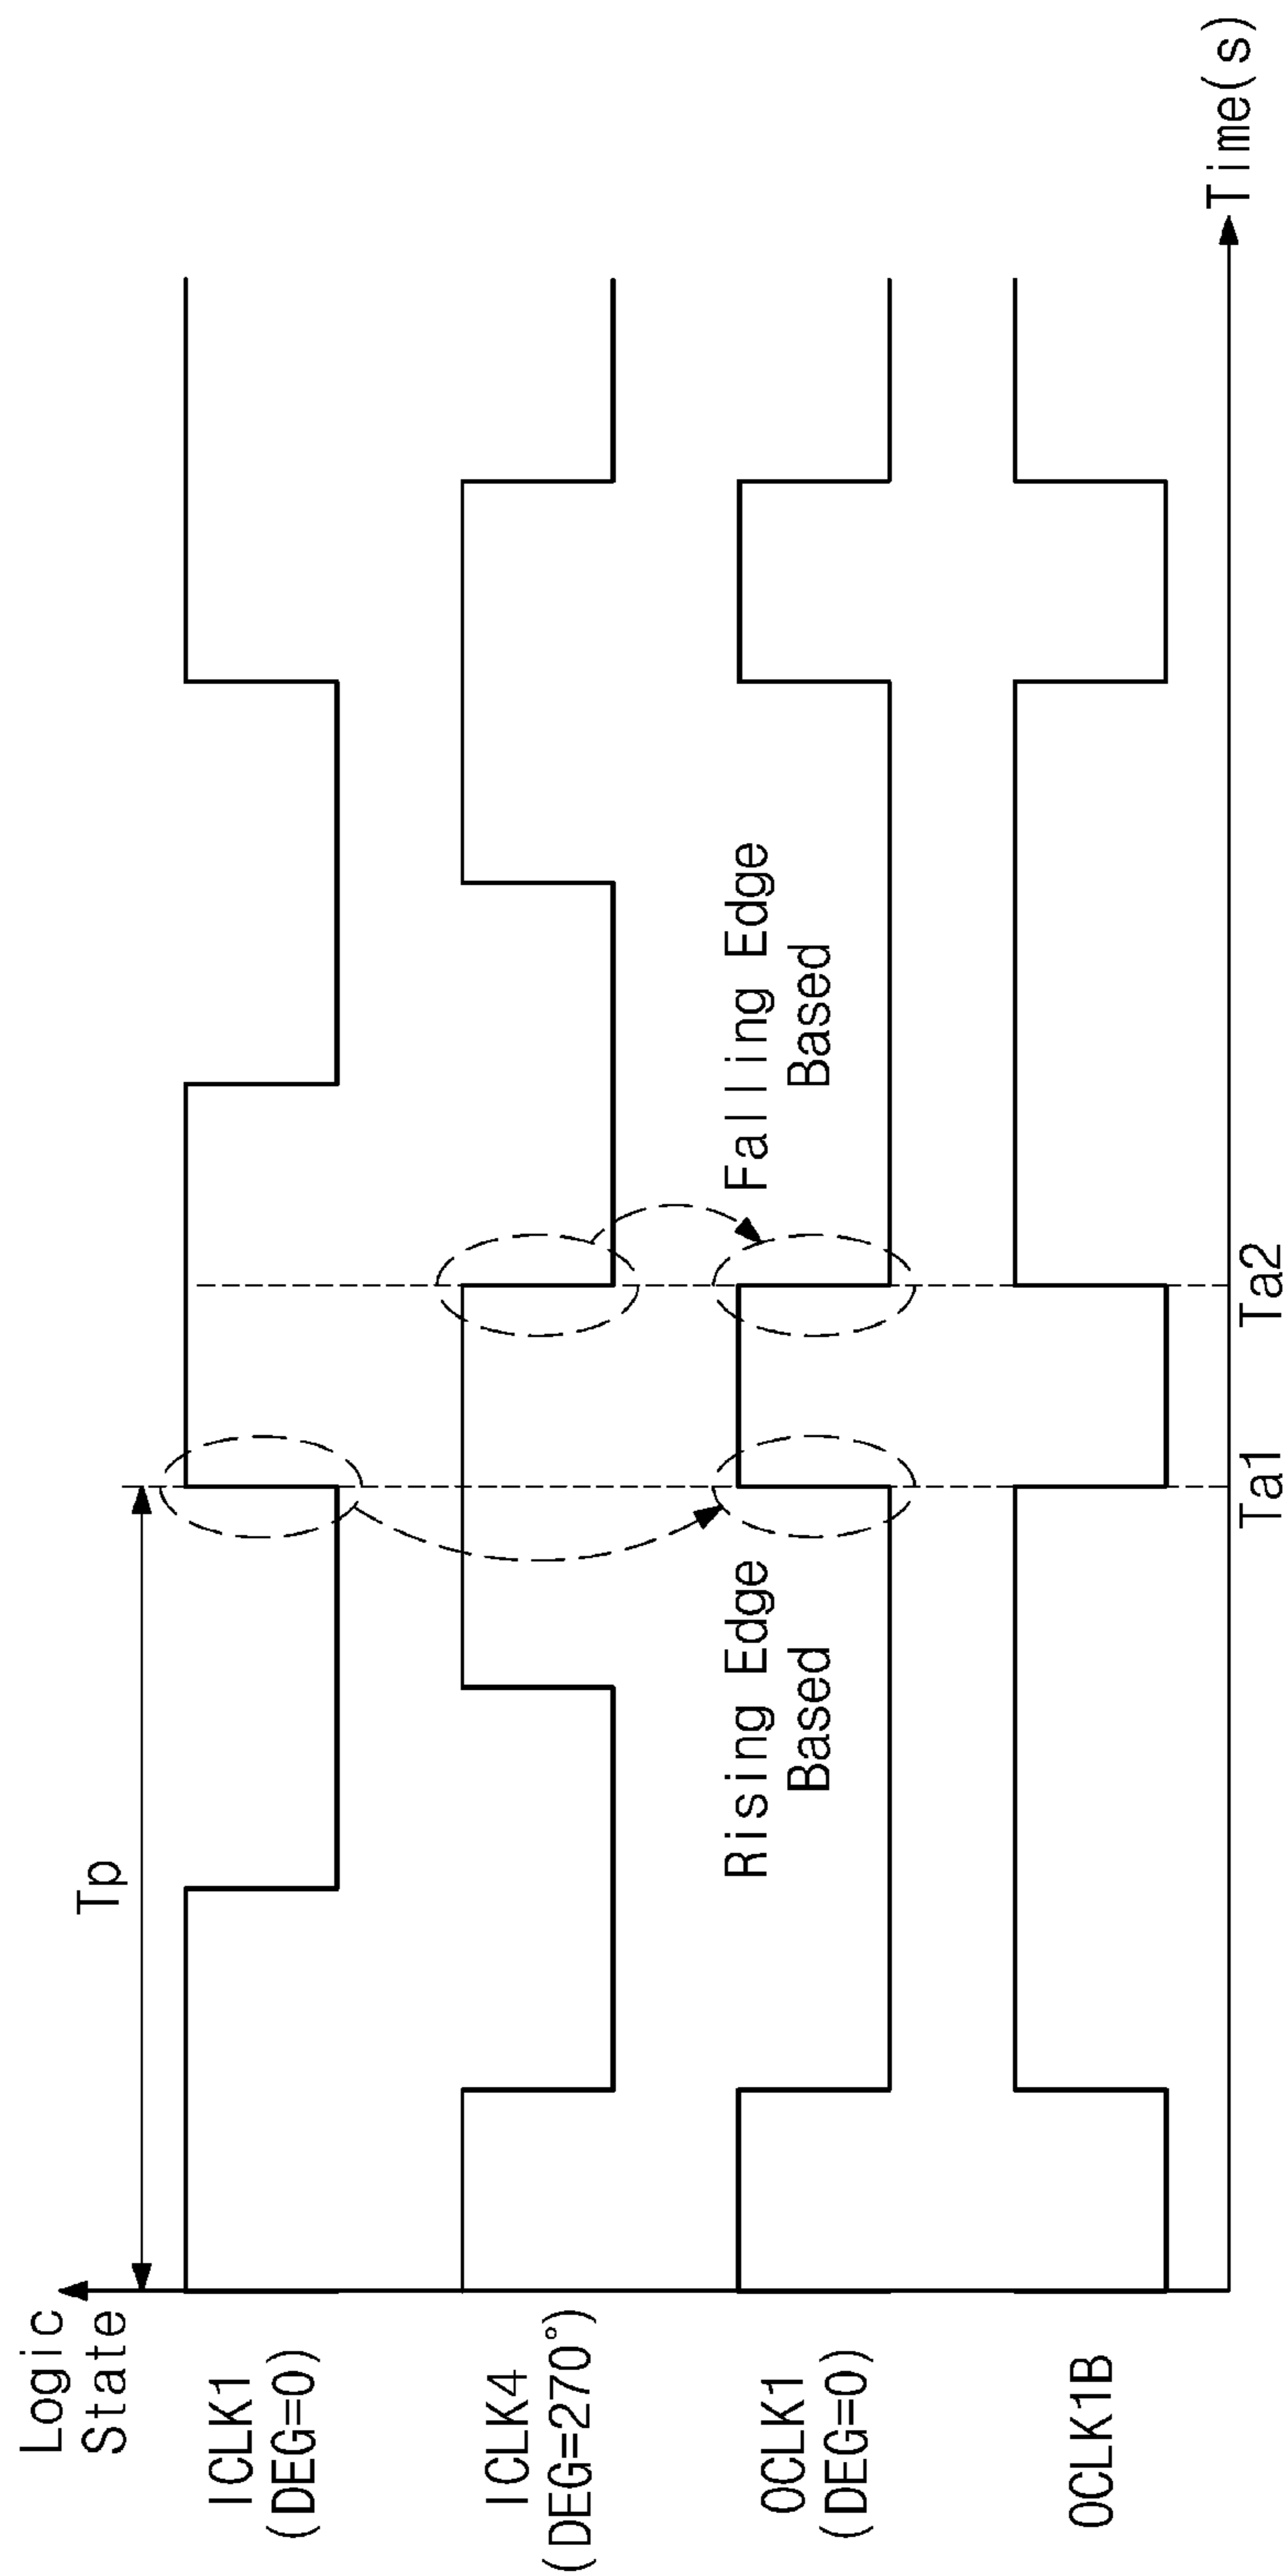 Logic
State
Tp
ICLK1
(DEG=0)
ICLK4
(DEG=270°)
OCLK1
(DEG=0)
Rising Edge
Based
Falling Edge
Based
OCLK1B
Ta1
Ta2
Time(s)